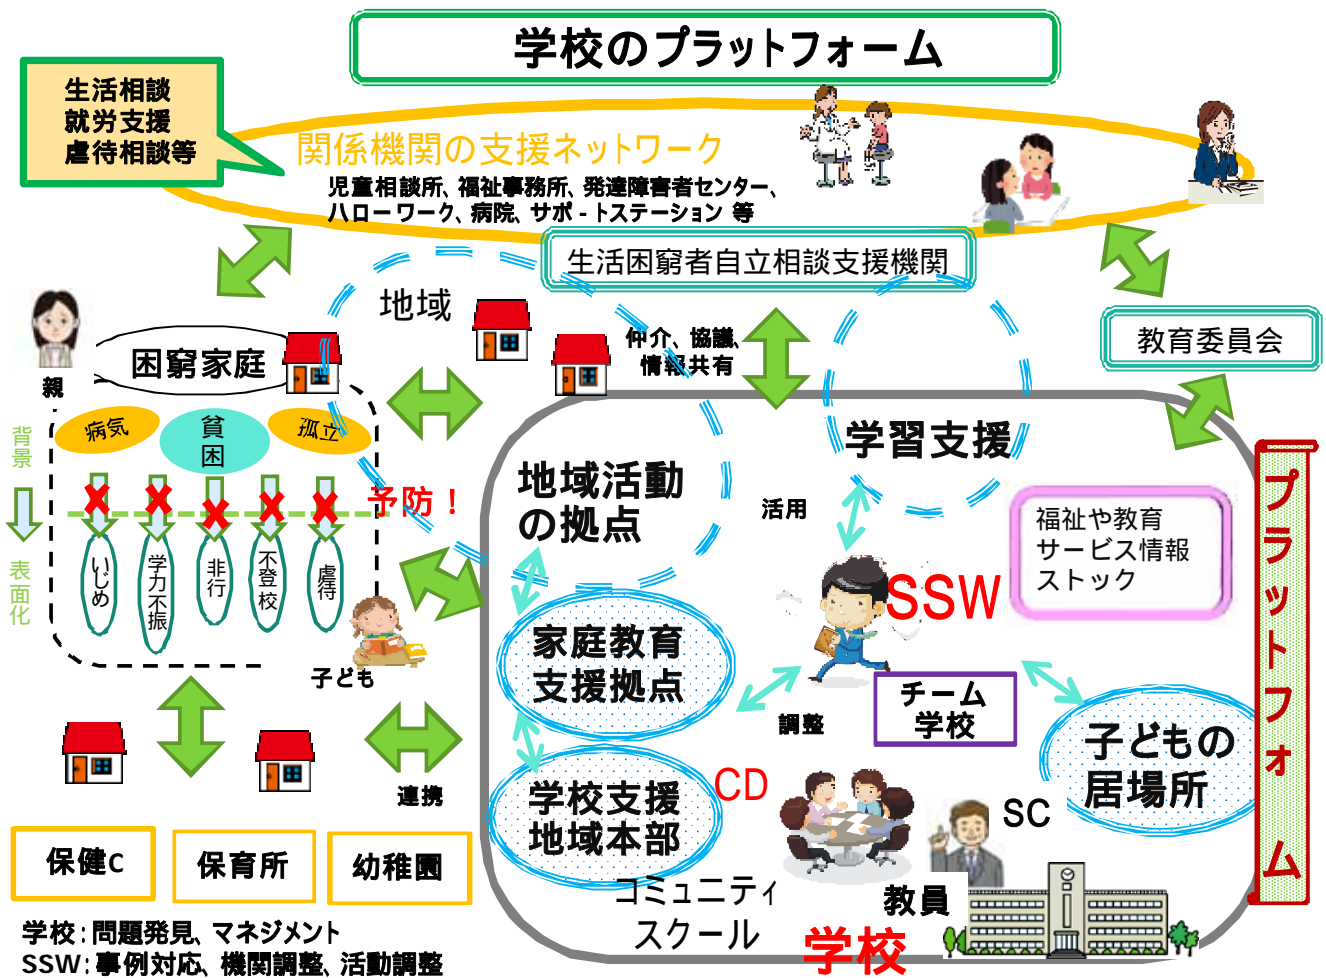 学校のプラットフォーム
生活相談
就労支援
虐待相談等
関係機関の支援ネットワーク
児童相談所、福祉事務所、発達障害者センター、
ハローワーク、病院、サポ-トステーション 等
生活困窮者自立相談支援機関
地域
仲介、協議、
情報共有
教育委員会
親
困窮家庭
病気
貧困
孤立
背景
表面化
予防！
いじめ
学力不振
非行
不登校
虐待
子ども
連携
保健C
保育所
幼稚園
学校：問題発見、マネジメント
SSW：事例対応、機関調整、活動調整
地域活動
の拠点
学習支援
活用
福祉や教育
サービス情報
ストック
SSW
家庭教育
支援拠点
調整
チーム
学校
子どもの
居場所
学校支援
地域本部
CD
SC
コミュニティ
スクール
教員
学校
プラットフォーム